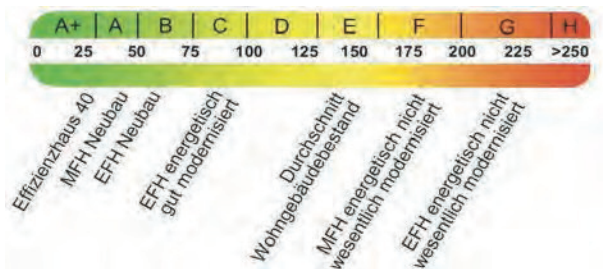 A+ A B C D E F G H
0 25 50 75 100 125 150 175 200 225 >250
Effizienzhaus 40
MFH Neubau
EFH Neubau
EFH energetisch
gut modernisiert
Durchschnitt
Wohngebäudebestand
MFH energetisch nicht
wesentlich modernisiert
EFH energetisch nicht
wesentlich modernisiert